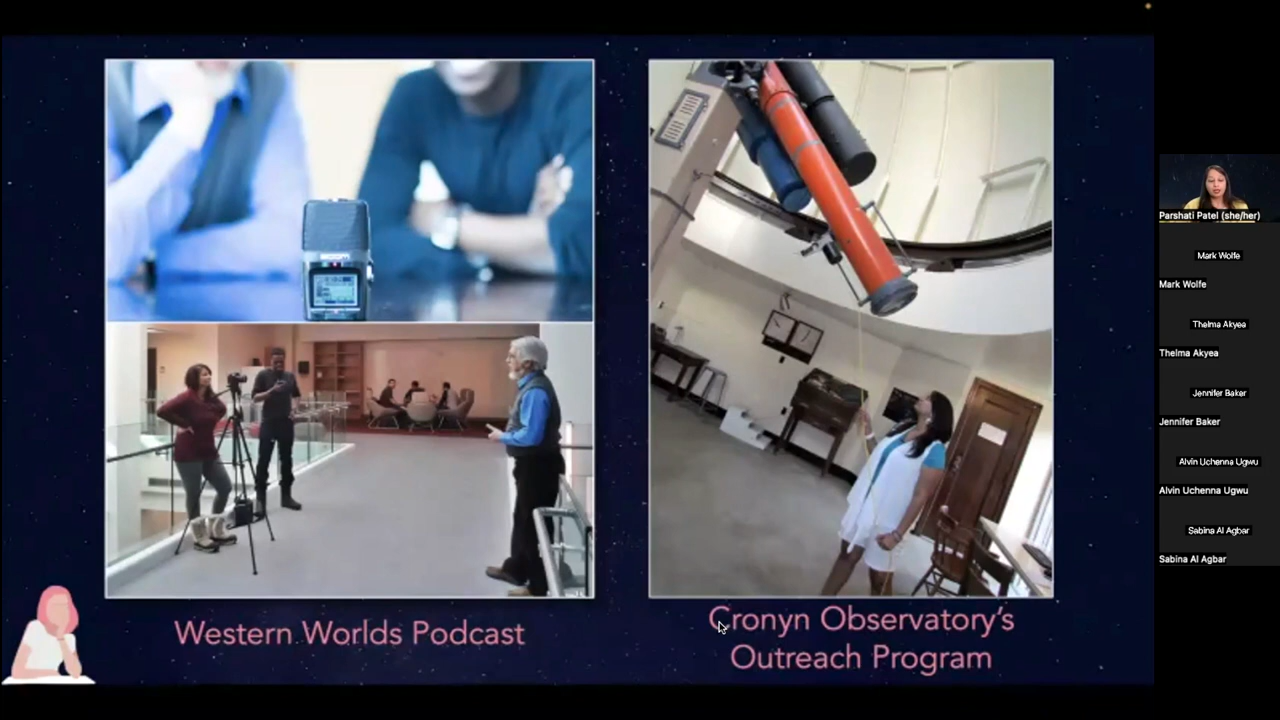 zoom
Western Worlds Podcast
Cronyn Observatory's
Outreach Program
Parshati Patel (she/her)
Mark Wolfe
Mark Wolfe
Thelma Akyea
Thelma Akyea
Jennifer Baker
Jennifer Baker
Alvin Uchenna Ugwu
Alvin Uchenna Ugwu
Sabina Al Agbar
Sabina Al Agbar